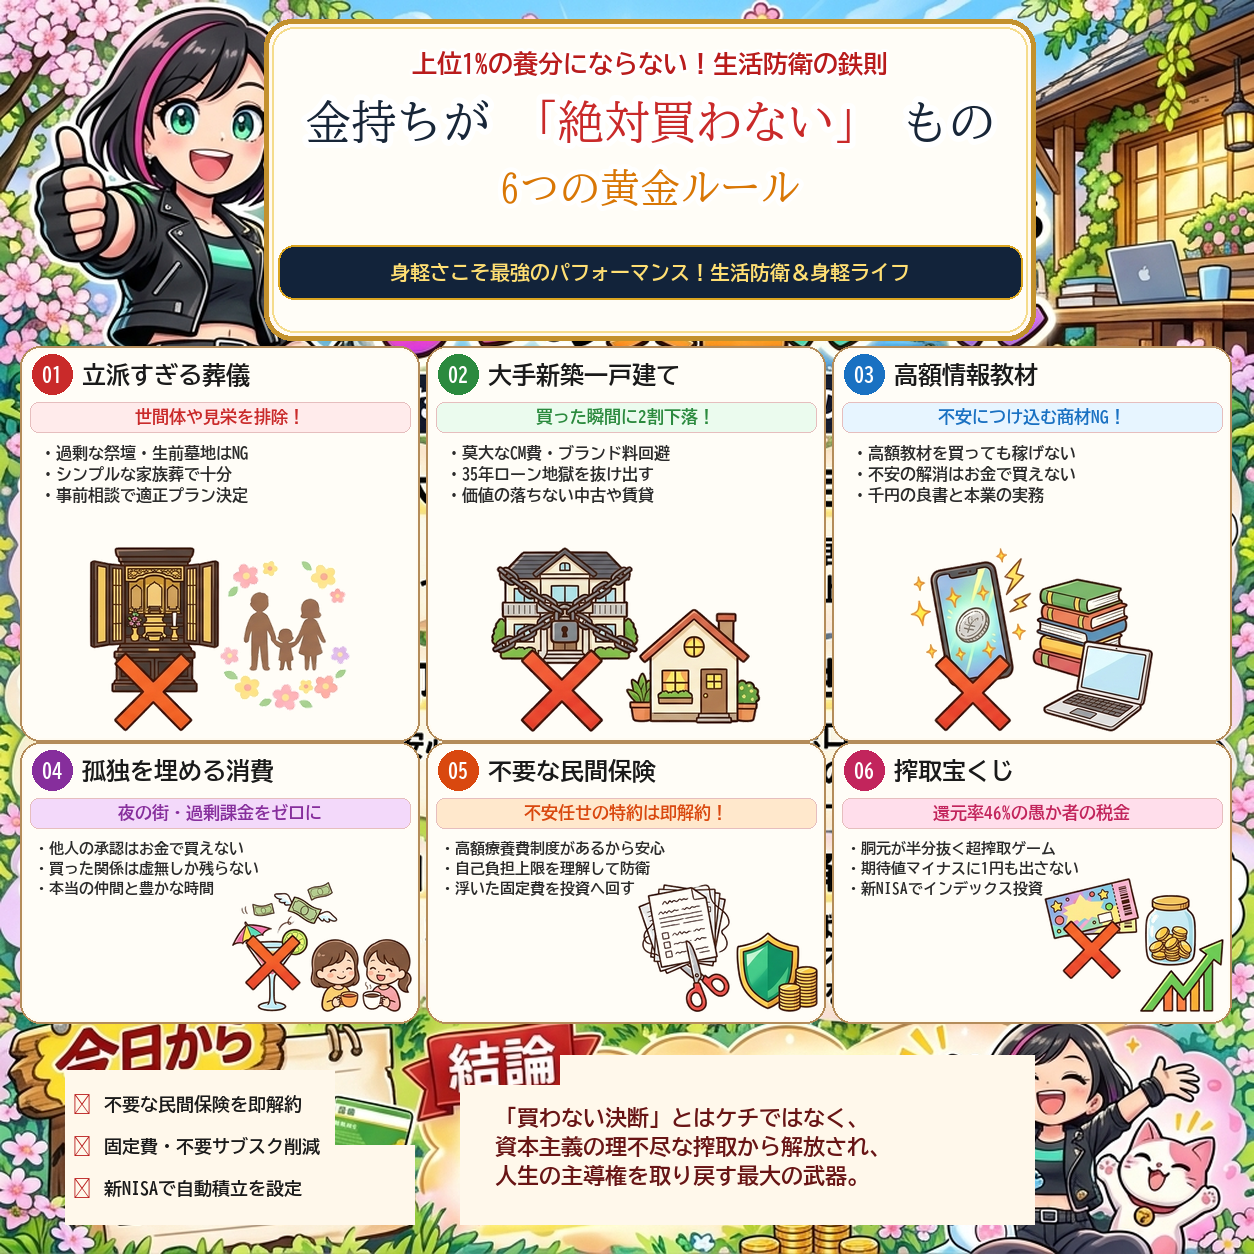 上位1%の養分にならない！生活防衛の鉄則
金持ちが「絶対買わない」もの
6つの黄金ルール
身軽さこそ最強のパフォーマンス！生活防衛＆身軽ライフ
01 立派すぎる葬儀
世間体や見栄を排除！
・過剰な祭壇・生前墓地はNG
・シンプルな家族葬で十分
・事前相談で適正プラン決定
02 大手新築一戸建て
買った瞬間に2割下落！
・莫大なCM費・ブランド料回避
・35年ローン地獄を抜け出す
・価値の落ちない中古や賃貸
03 高額情報教材
不安につけ込む商材NG！
・高額教材を買っても稼げない
・不安の解消はお金で買えない
・千円の良書と本業の実務
04 孤独を埋める消費
夜の街・過剰課金をゼロに
・他人の承認はお金で買えない
・買った関係は虚無しか残らない
・本当の仲間と豊かな時間
05 不要な民間保険
不安任せの特約は即解約！
・高額療養費制度があるから安心
・自己負担上限を理解して防衛
・浮いた固定費を投資へ回す
06 搾取宝くじ
還元率46%の愚か者の税金
・胴元が半分抜く超搾取ゲーム
・期待値マイナスに1円も出さない
・新NISAでインデックス投資
今日から
不要な民間保険を即解約
固定費・不要サブスク削減
新NISAで自動積立を設定
結論
「買わない決断」とはケチではなく、
資本主義の理不尽な搾取から解放され、
人生の主導権を取り戻す最大の武器。